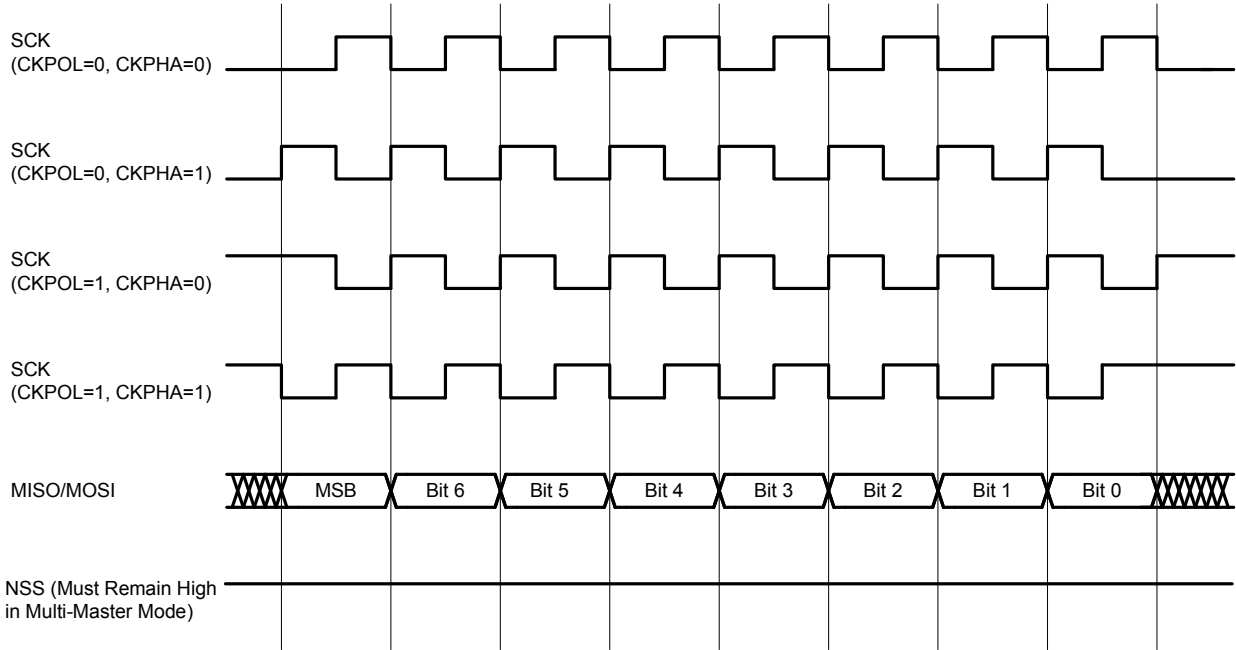 SCK
(CKPOL=0, CKPHA=0)
SCK
(CKPOL=0, CKPHA=1)
SCK
(CKPOL=1, CKPHA=0)
SCK
(CKPOL=1, CKPHA=1)
MISO/MOSI
MSB
Bit 6
Bit 5
Bit 4
Bit 3
Bit 2
Bit 1
Bit 0
NSS (Must Remain High
in Multi-Master Mode)